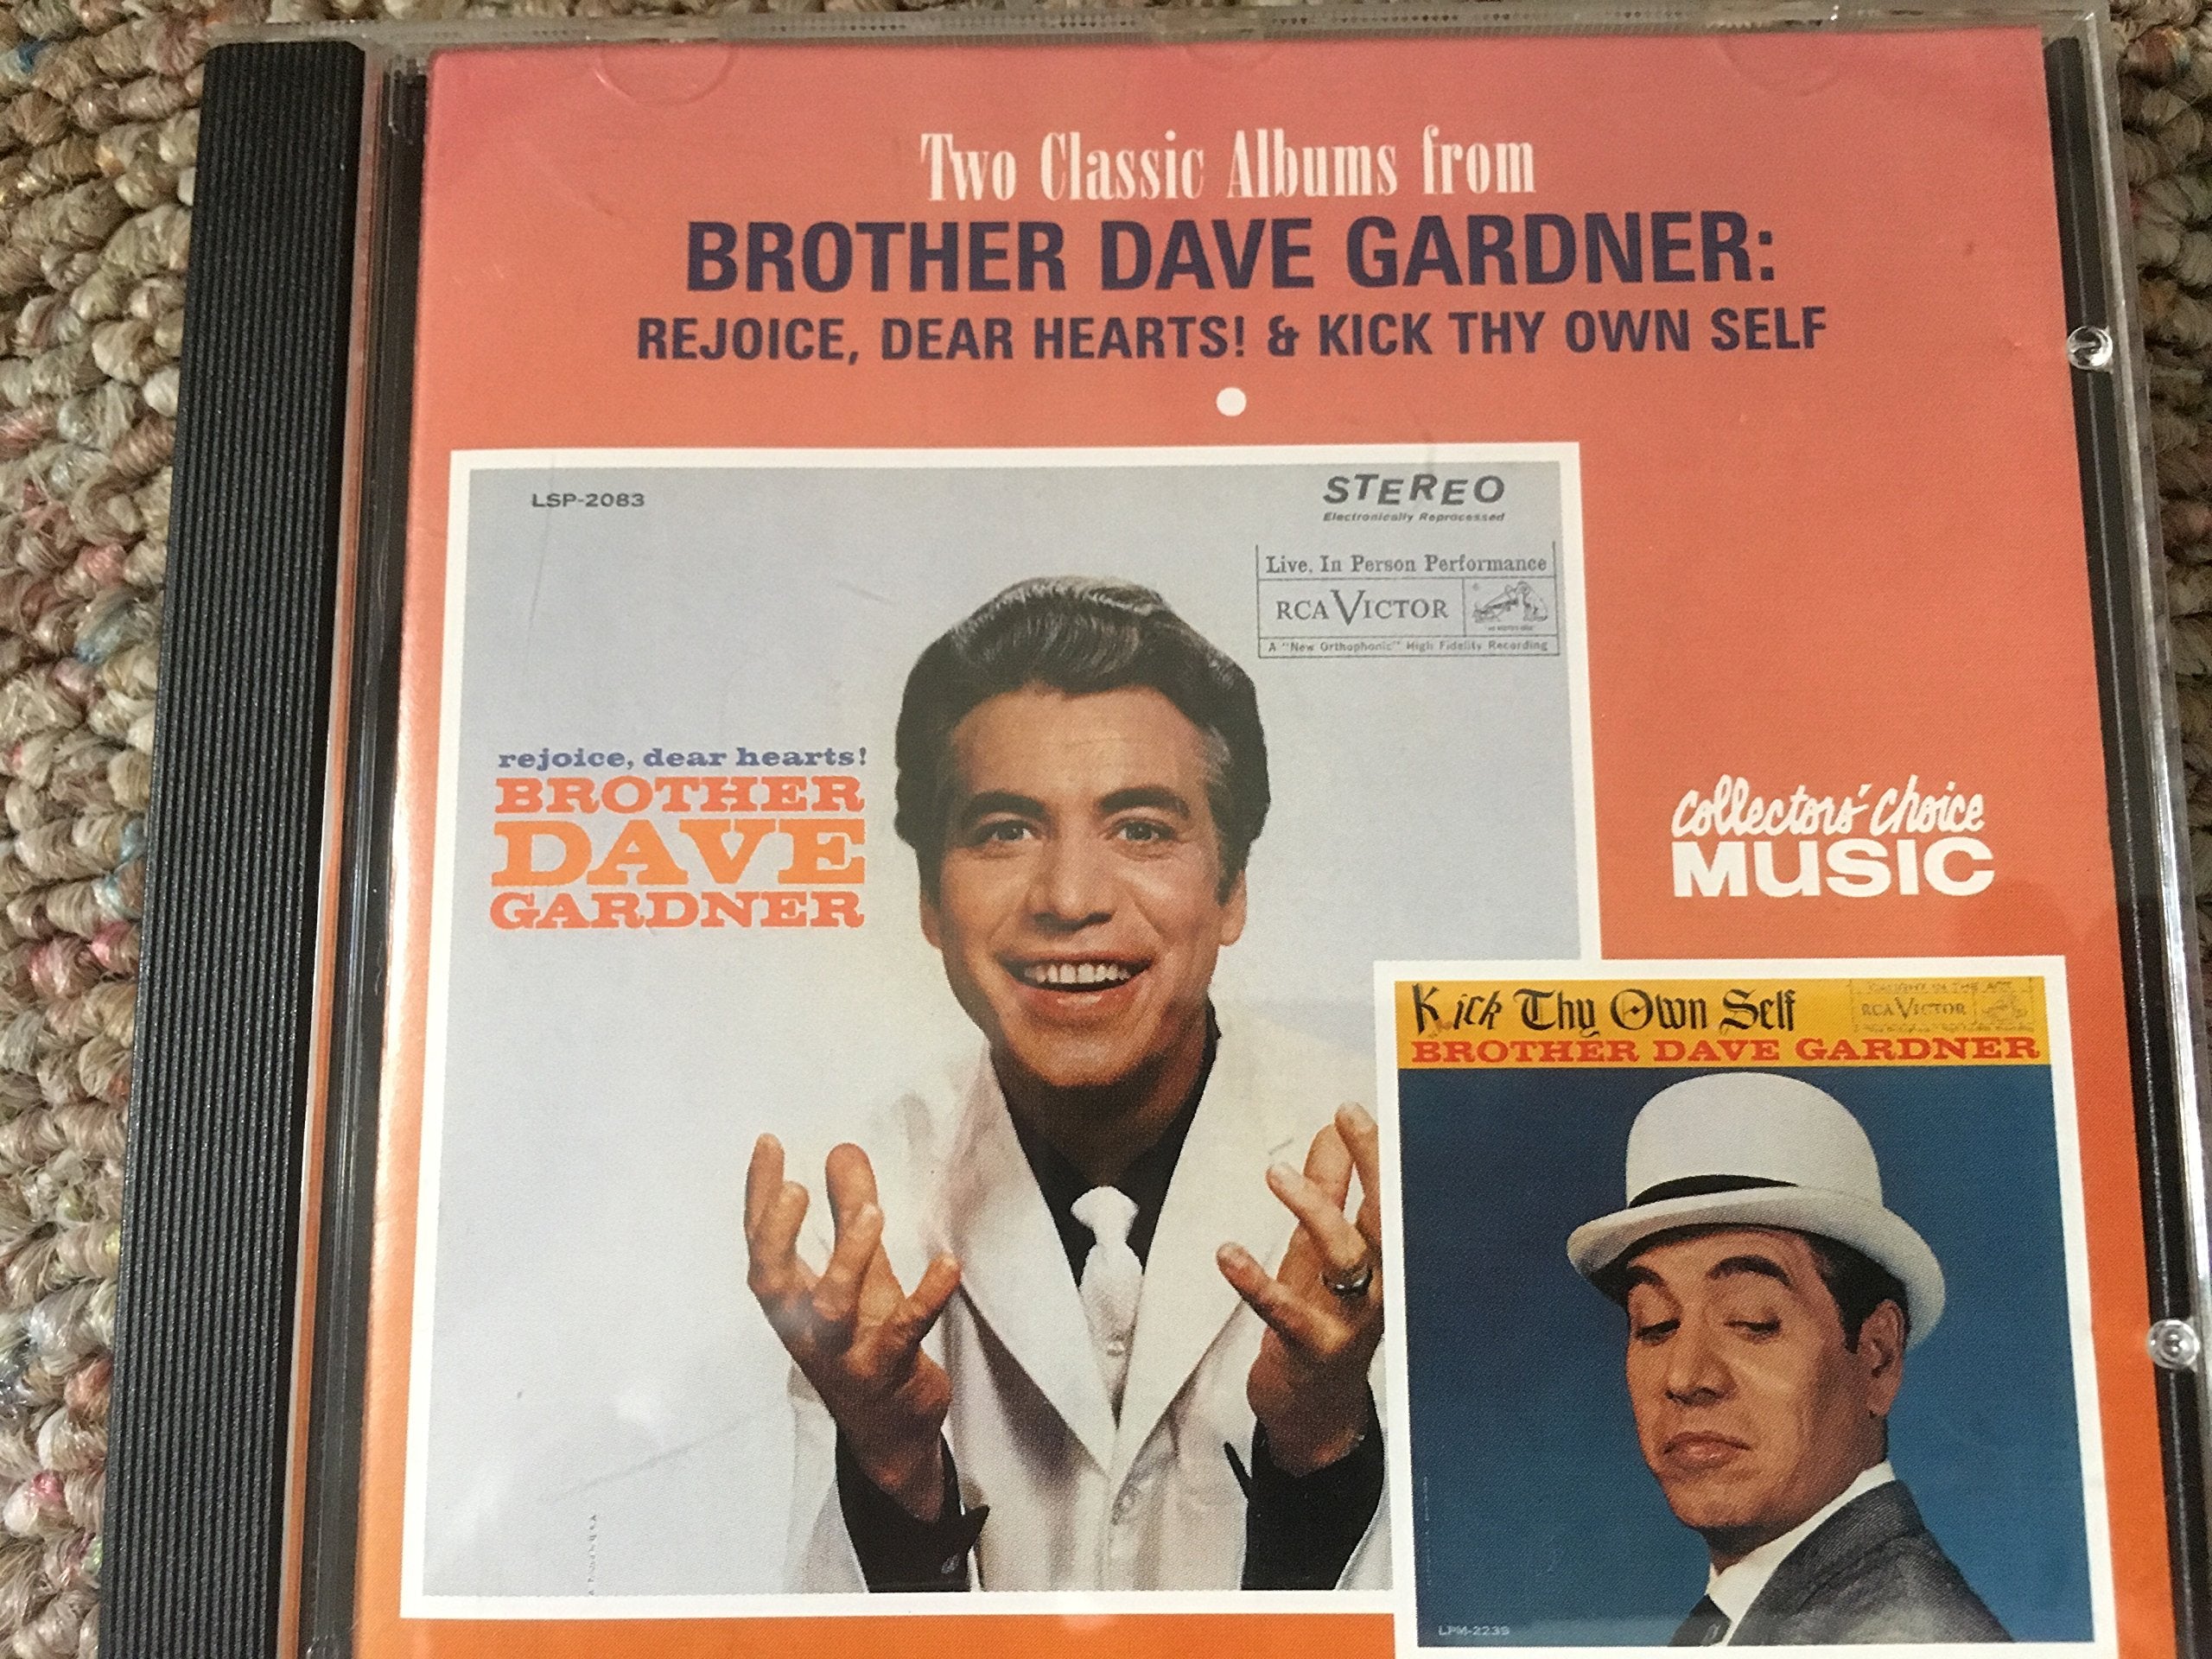 Two Classic Albums from
BROTHER DAVE GARDNER:
REJOICE, DEAR HEARTS! & KICK THY OWN SELF
LSP-2083
STEREO
Electronically Reprocessed
Live, In Person Performance
RCA VICTOR
A "New Orthophonic" High Fidelity Recording
rejoice, dear hearts!
BROTHER
DAVE
GARDNER
collectors' choice
MUSIC
Kick Thy Own Self
RCA VICTOR
BROTHER DAVE GARDNER
LPM-2239